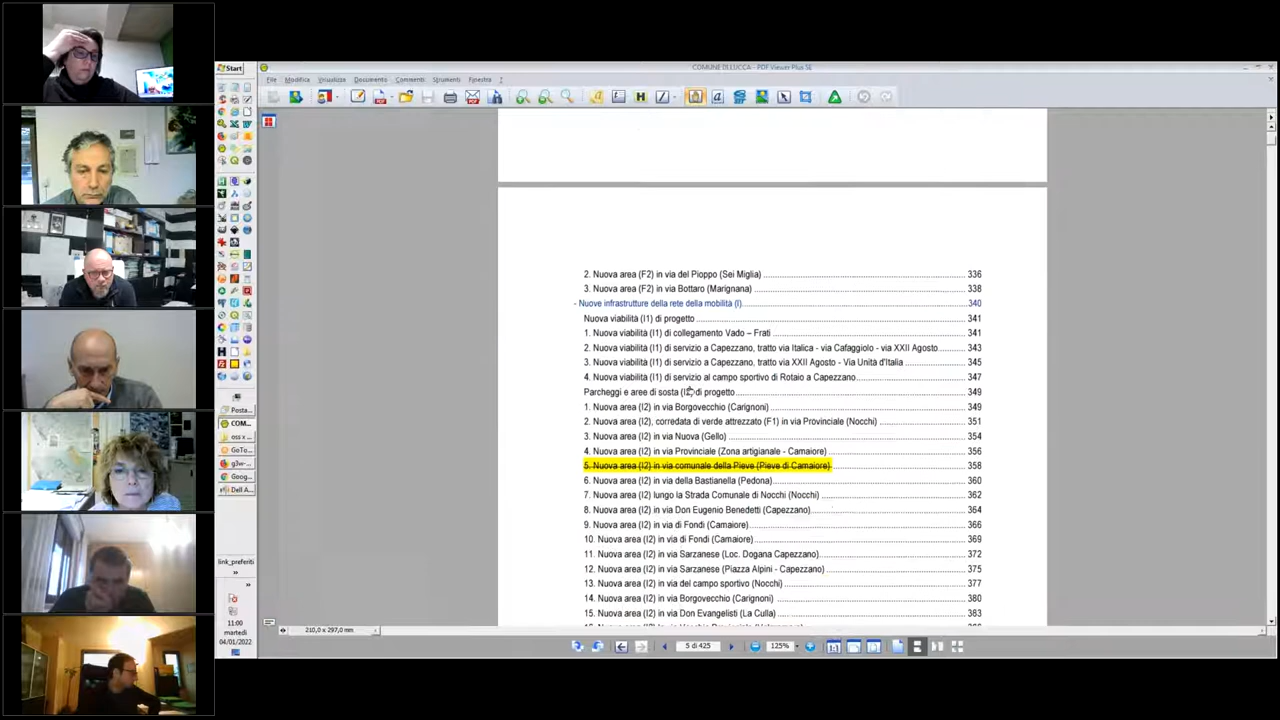 COMUNE DI LUCCA - PDF Viewer Plus SE
Start
File Modifica Visualizza Documento Commenti Strumenti Finestra ?
2. Nuova area (F2) in via del Pioppo (Sei Miglia) 336
3. Nuova area (F2) in via Bottaro (Marignana) 338
- Nuove infrastrutture della rete della mobilità (I) 340
Nuova viabilità (I1) di progetto 341
1. Nuova viabilità (I1) di collegamento Vado – Frati 341
2. Nuova viabilità (I1) di servizio a Capezzano, tratto via Italica - via Cafaggiolo - via XXII Agosto 343
3. Nuova viabilità (I1) di servizio a Capezzano, tratto via XXII Agosto - Via Unità d'Italia 345
4. Nuova viabilità (I1) di servizio al campo sportivo di Rotaio a Capezzano 347
Parcheggi e aree di sosta (I2) di progetto 349
1. Nuova area (I2) in via Borgovecchio (Carignoni) 349
2. Nuova area (I2), corredata di verde attrezzato (F1) in via Provinciale (Nocchi) 351
3. Nuova area (I2) in via Nuova (Gello) 354
4. Nuova area (I2) in via Provinciale (Zona artigianale - Camaiore) 356
5. Nuova area (I2) in via comunale della Pieve (Pieve di Camaiore) 358
6. Nuova area (I2) in via della Bastianella (Pedona) 360
7. Nuova area (I2) lungo la Strada Comunale di Nocchi (Nocchi) 362
8. Nuova area (I2) in via Don Eugenio Benedetti (Capezzano) 364
9. Nuova area (I2) in via di Fondi (Camaiore) 366
10. Nuova area (I2) in via di Fondi (Camaiore) 369
11. Nuova area (I2) in via Sarzanese (Loc. Dogana Capezzano) 372
12. Nuova area (I2) in via Sarzanese (Piazza Alpini - Capezzano) 375
13. Nuova area (I2) in via del campo sportivo (Nocchi) 377
14. Nuova area (I2) in via Borgovecchio (Carignoni) 380
15. Nuova area (I2) in via Don Evangelisti (La Culla) 383
Posta...
COM...
oss x ...
GoTo...
g3w-...
Goog...
Dell A...
link_preferiti
»
»
11:00
martedì
04/01/2022
210,0 x 297,0 mm
5 di 425
125%